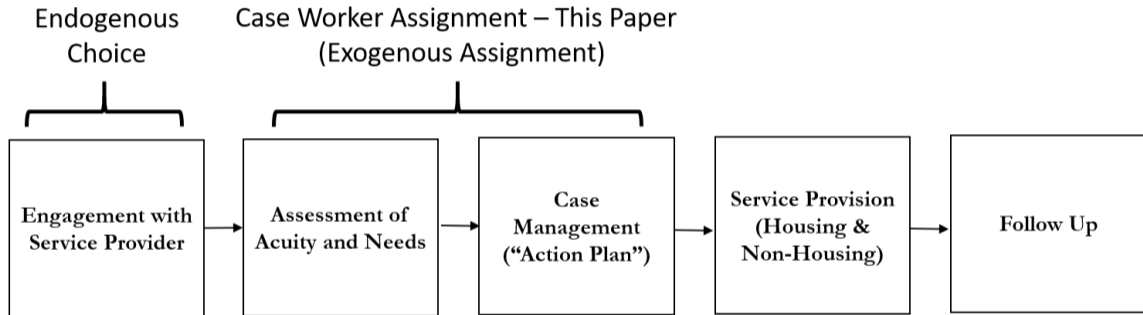 Endogenous
Choice
Case Worker Assignment – This Paper
(Exogenous Assignment)
Engagement with
Service Provider
Assessment of
Acuity and Needs
Case
Management
(“Action Plan”)
Service Provision
(Housing &
Non-Housing)
Follow Up